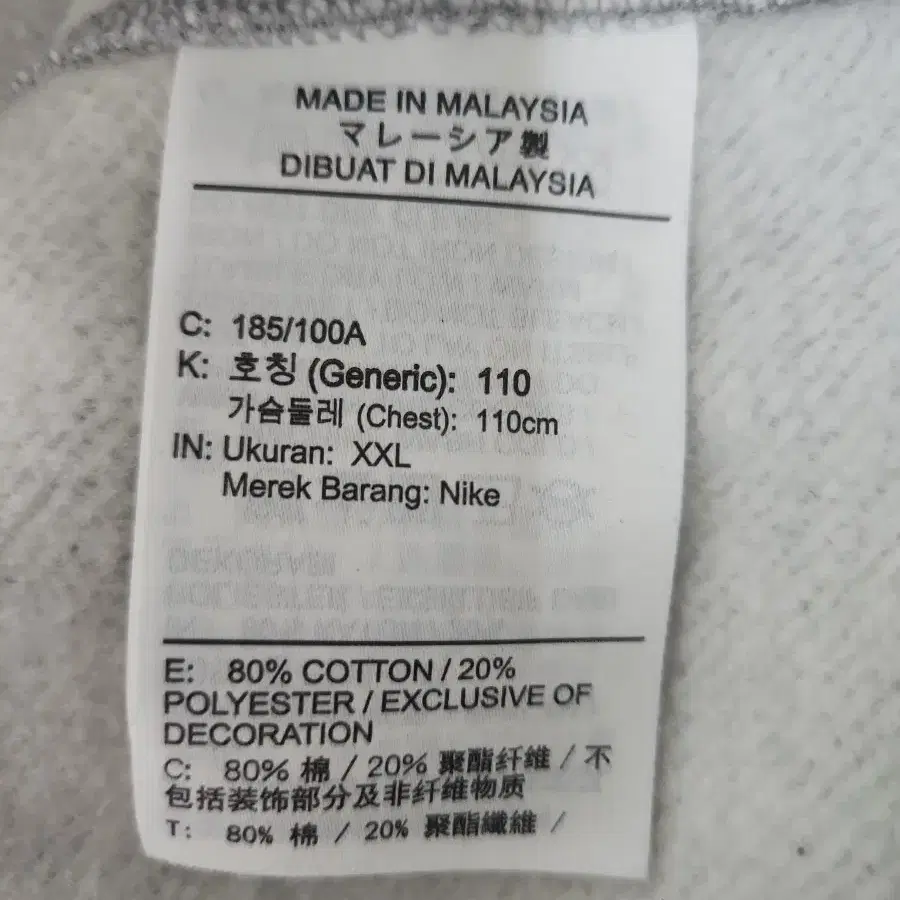 MADE IN MALAYSIA
マレーシア製
DIBUAT DI MALAYSIA
C: 185/100A
K: 호칭 (Generic): 110
가슴둘레 (Chest): 110cm
IN: Ukuran: XXL
Merek Barang: Nike
E: 80% COTTON / 20%
POLYESTER / EXCLUSIVE OF
DECORATION
C: 80% 棉 / 20% 聚酯纤维 / 不
包括装饰部分及非纤维物质
T: 80% 棉 / 20% 聚酯纖維 /